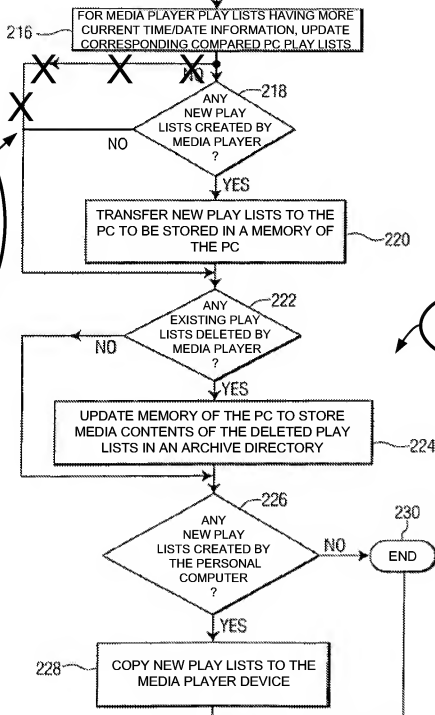 216
FOR MEDIA PLAYER PLAY LISTS HAVING MORE
CURRENT TIME/DATE INFORMATION, UPDATE
CORRESPONDING COMPARED PC PLAY LISTS
X X X
NO
X
218
ANY
NEW PLAY
LISTS CREATED BY
MEDIA PLAYER
?
NO
YES
TRANSFER NEW PLAY LISTS TO THE
PC TO BE STORED IN A MEMORY OF
THE PC
220
222
ANY
EXISTING PLAY
LISTS DELETED BY
MEDIA PLAYER
?
NO
YES
UPDATE MEMORY OF THE PC TO STORE
MEDIA CONTENTS OF THE DELETED PLAY
LISTS IN AN ARCHIVE DIRECTORY
224
226
ANY
NEW PLAY
LISTS CREATED BY
THE PERSONAL
COMPUTER
?
NO
230
END
YES
228
COPY NEW PLAY LISTS TO THE
MEDIA PLAYER DEVICE